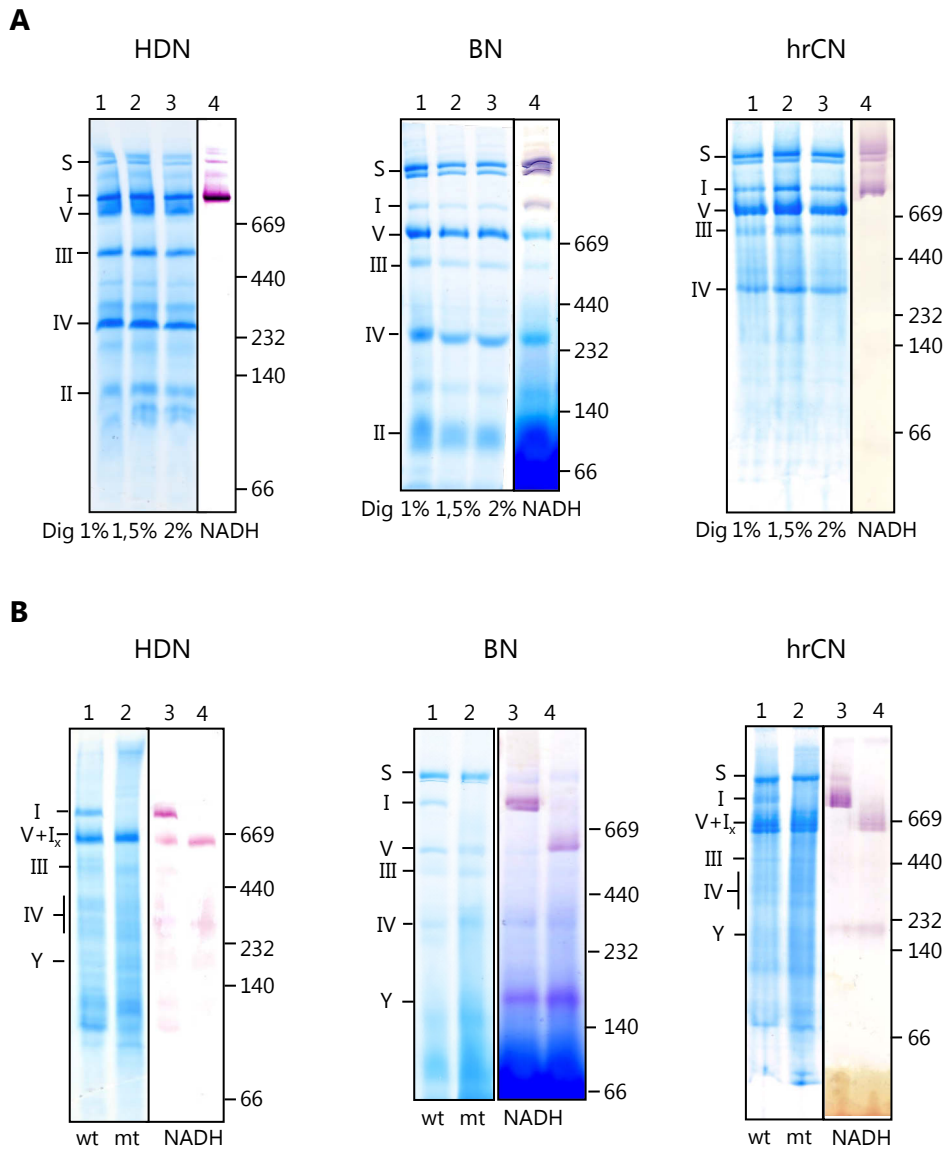 A
HDN
BN
hrCN
1 2 3 4
1 2 3 4
1 2 3 4
S
I
V
III
IV
II
669
440
232
140
66
S
I
V
III
IV
II
669
440
232
140
66
S
I
V
III
IV
669
440
232
140
66
Dig 1% 1,5% 2% NADH
Dig 1% 1,5% 2% NADH
Dig 1% 1,5% 2% NADH
B
HDN
BN
hrCN
1 2 3 4
1 2 3 4
1 2 3 4
I
V+Ix
III
IV
Y
669
440
232
140
66
S
I
V
III
IV
Y
669
440
232
140
66
S
I
V+Ix
III
IV
Y
669
440
232
140
66
wt mt NADH
wt mt NADH
wt mt NADH